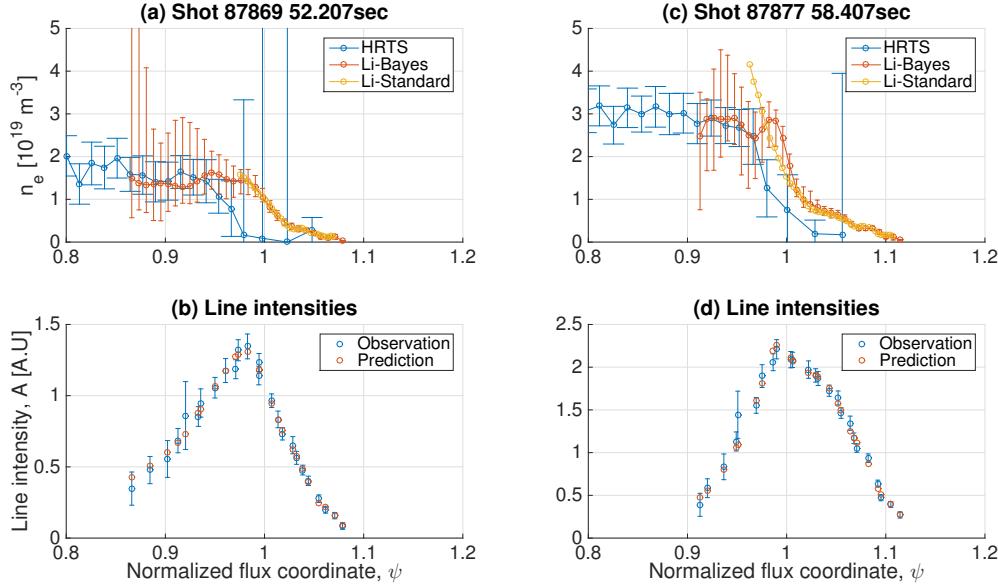 (a) Shot 87869 52.207sec
n_e [10^19 m^-3]
5
4
3
2
1
0
0.8 0.9 1 1.1 1.2
HRTS
Li-Bayes
Li-Standard
(c) Shot 87877 58.407sec
5
4
3
2
1
0
0.8 0.9 1 1.1 1.2
HRTS
Li-Bayes
Li-Standard
(b) Line intensities
Line intensity, A [A.U]
1.5
1
0.5
0
0.8 0.9 1 1.1 1.2
Normalized flux coordinate, ψ
Observation
Prediction
(d) Line intensities
2.5
2
1.5
1
0.5
0
0.8 0.9 1 1.1 1.2
Normalized flux coordinate, ψ
Observation
Prediction